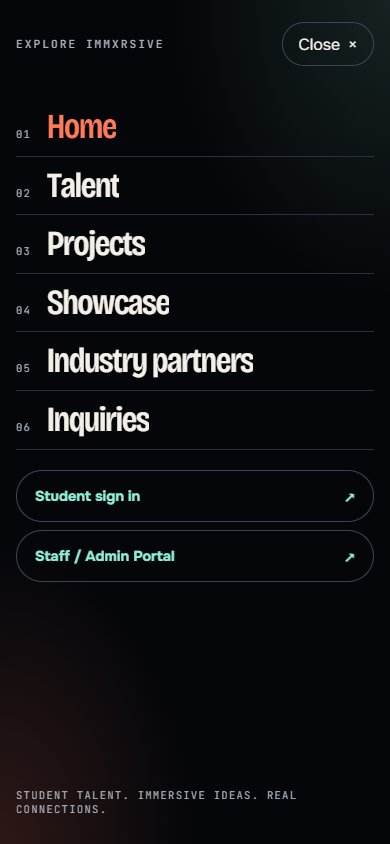 EXPLORE IMMXRSIVE
Close ×
01 Home
02 Talent
03 Projects
04 Showcase
05 Industry partners
06 Inquiries
Student sign in ↗
Staff / Admin Portal ↗
STUDENT TALENT. IMMERSIVE IDEAS. REAL
CONNECTIONS.